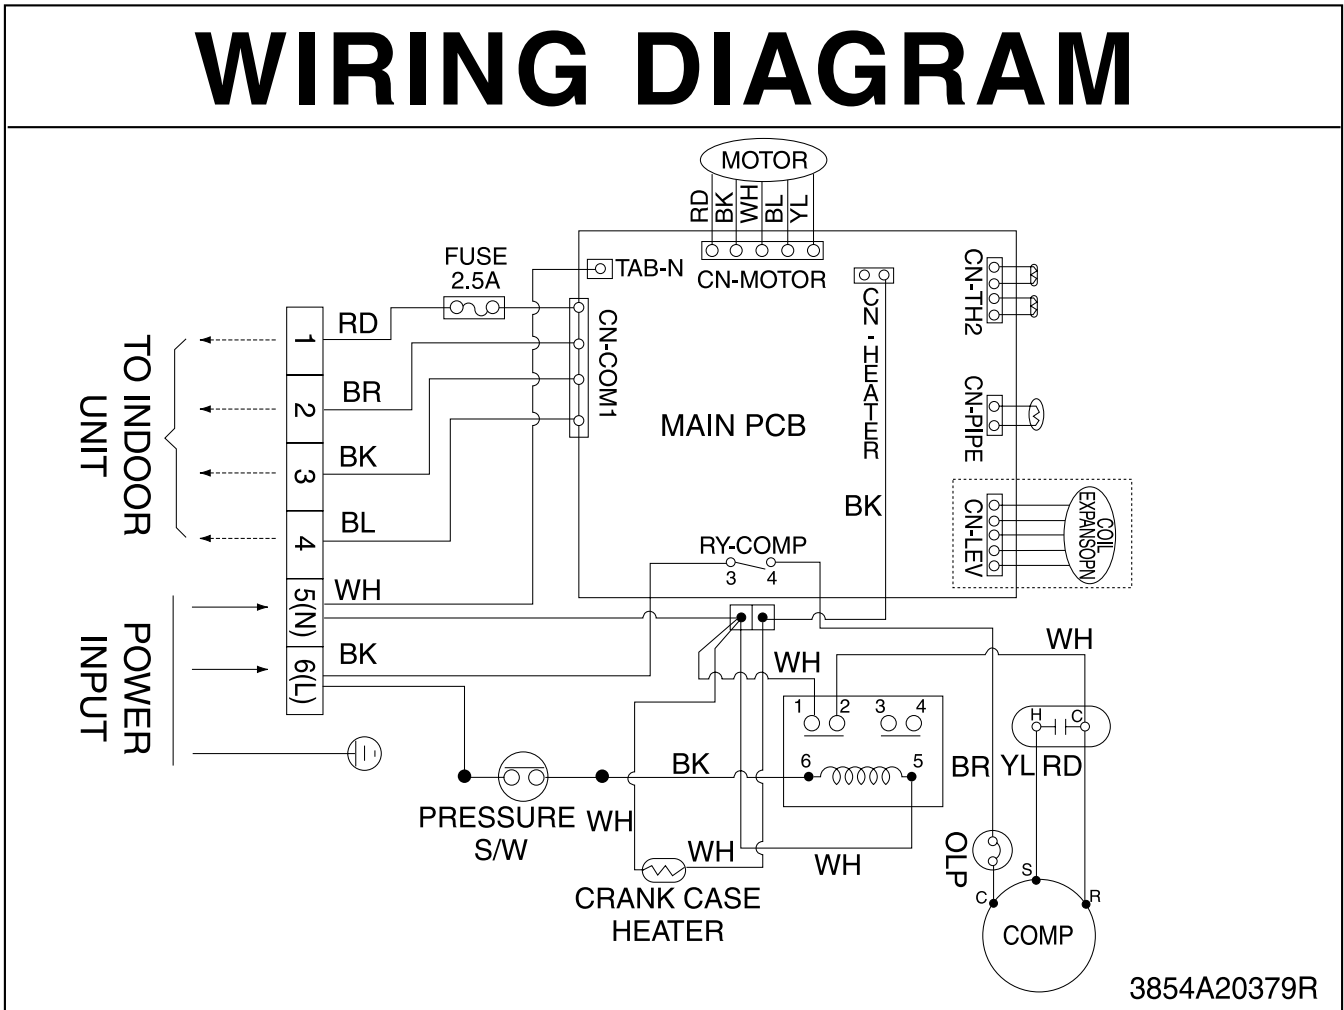 WIRING DIAGRAM
MOTOR
RD
BK
WH
BL
YL
CN-MOTOR
FUSE
2.5A
TAB-N
CN-COM1
CN-HEATER
CN-TH2
CN-PIPE
CN-LEV
EXPANSOPN
COIL
MAIN PCB
TO INDOOR
UNIT
1
RD
2
BR
3
BK
4
BL
5(N)
WH
6(L)
BK
POWER
INPUT
RY-COMP
3
4
BK
WH
WH
1
2
3
4
6
5
H
C
BR
YL
RD
BK
PRESSURE
S/W
WH
WH
WH
CRANK CASE
HEATER
OLP
C
S
R
COMP
3854A20379R